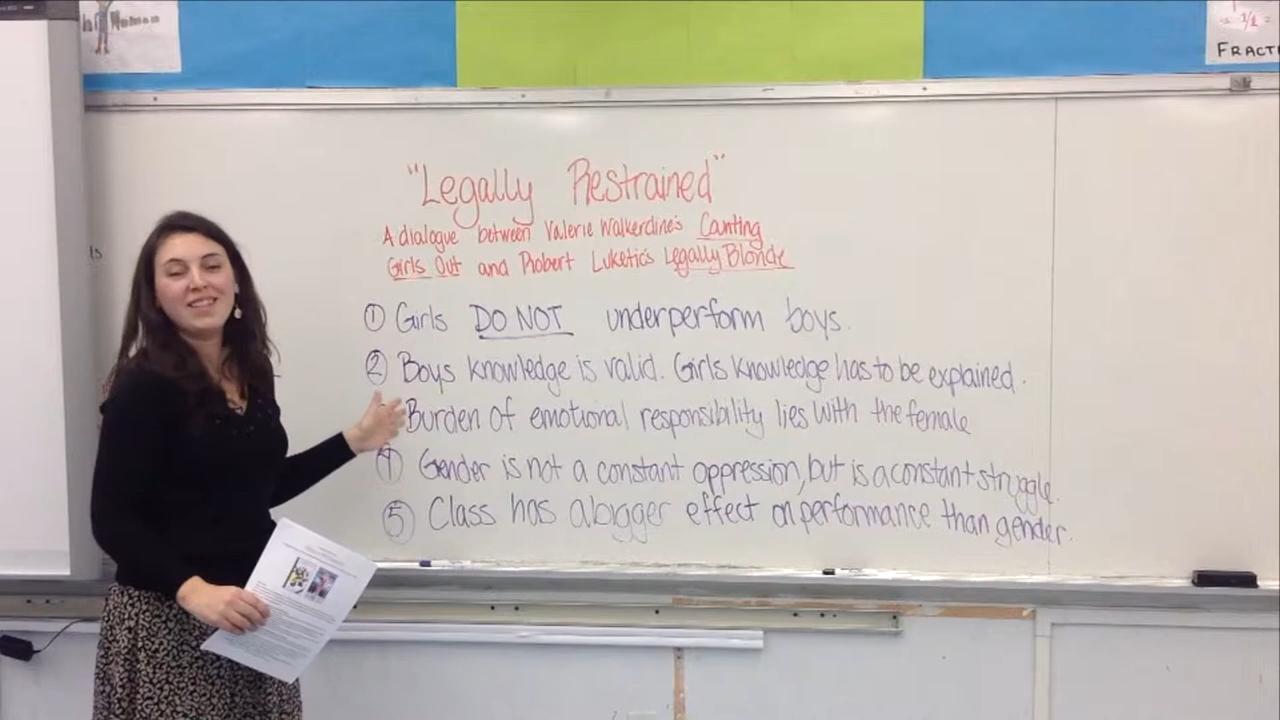 "Legally Restrained"
A dialogue between Valerie Walkerdine's Counting
Girls Out and Robert Luketic's Legally Blonde
① Girls DO NOT underperform boys.
② Boys knowledge is valid. Girls knowledge has to be explained.
Burden of emotional responsibility lies with the female
④ Gender is not a constant oppression, but is a constant struggle.
⑤ Class has a bigger effect on performance than gender.